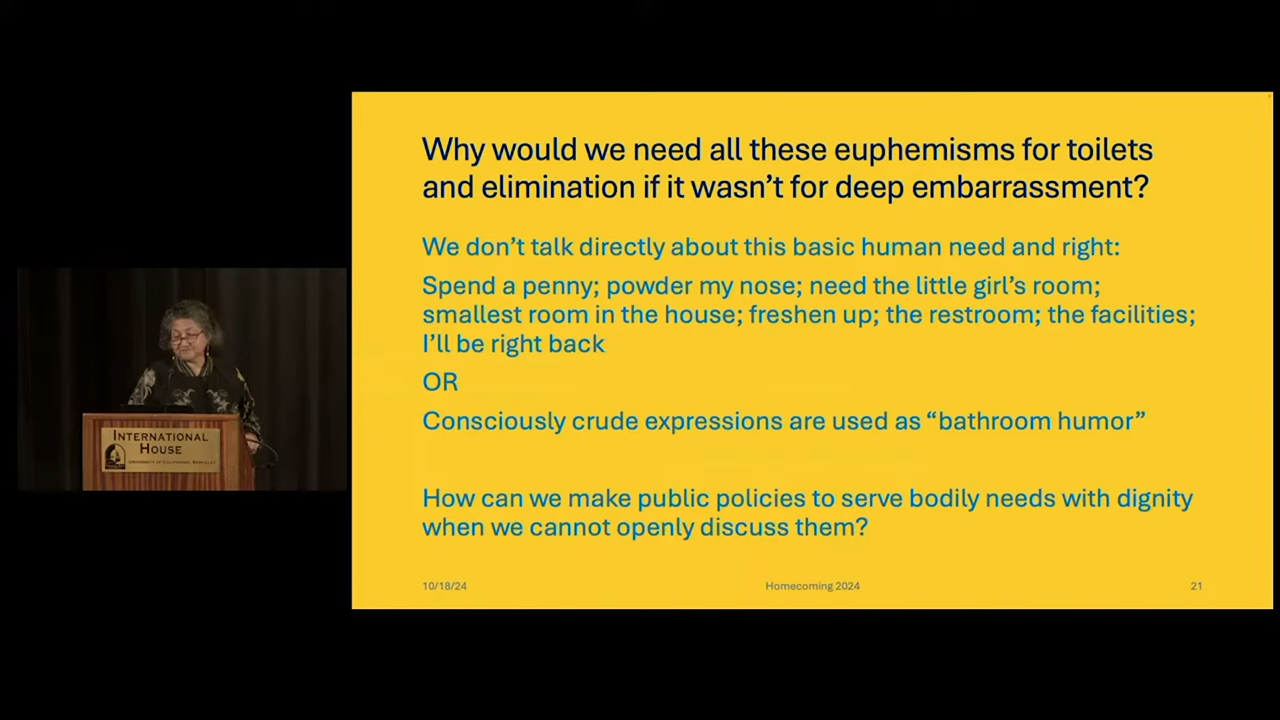 Why would we need all these euphemisms for toilets
and elimination if it wasn't for deep embarrassment?
We don't talk directly about this basic human need and right:
Spend a penny; powder my nose; need the little girl's room;
smallest room in the house; freshen up; the restroom; the facilities;
I'll be right back
OR
Consciously crude expressions are used as “bathroom humor”
How can we make public policies to serve bodily needs with dignity
when we cannot openly discuss them?
10/18/24 Homecoming 2024 21
INTERNATIONAL
HOUSE
UNIVERSITY OF CALIFORNIA, BERKELEY